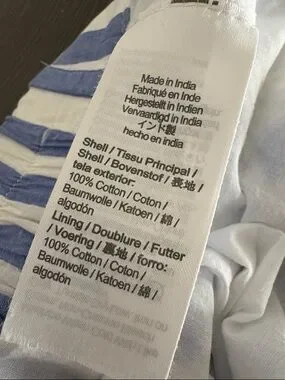 Made in India
Fabriqué en Inde
Hergestellt in Indien
Vervaardigd in India
インド製
hecho en india
Shell / Tissu Principal /
Shell / Bovenstof / 表地 /
tela exterior:
100% Cotton / Coton /
Baumwolle / Katoen / 綿 /
algodón
Lining / Doublure / Futter
/ Voering / 裏地 / forro:
100% Cotton / Coton /
Baumwolle / Katoen / 綿 /
algodón